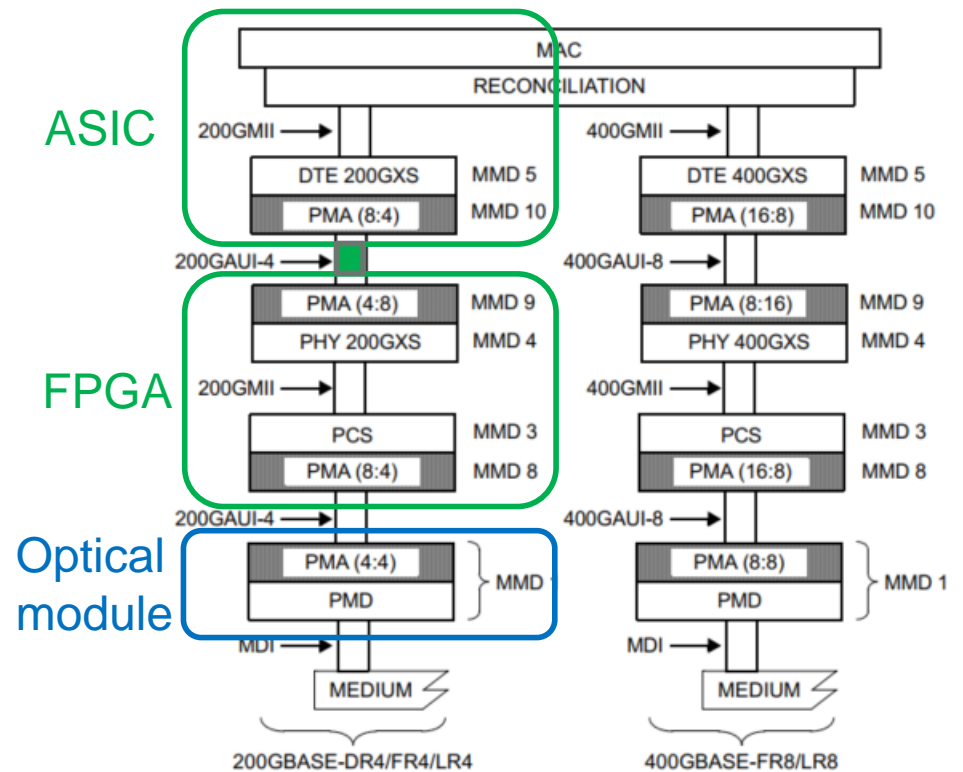 MAC
RECONCILIATION
ASIC
200GMII
400GMII
DTE 200GXS
MMD 5
DTE 400GXS
MMD 5
PMA (8:4)
MMD 10
PMA (16:8)
MMD 10
200GAUI-4
400GAUI-8
PMA (4:8)
MMD 9
PMA (8:16)
MMD 9
PHY 200GXS
MMD 4
PHY 400GXS
MMD 4
FPGA
200GMII
400GMII
PCS
MMD 3
PCS
MMD 3
PMA (8:4)
MMD 8
PMA (16:8)
MMD 8
200GAUI-4
400GAUI-8
Optical
module
PMA (4:4)
PMA (8:8)
MMD
MMD 1
PMD
PMD
MDI
MDI
MEDIUM
MEDIUM
200GBASE-DR4/FR4/LR4
400GBASE-FR8/LR8